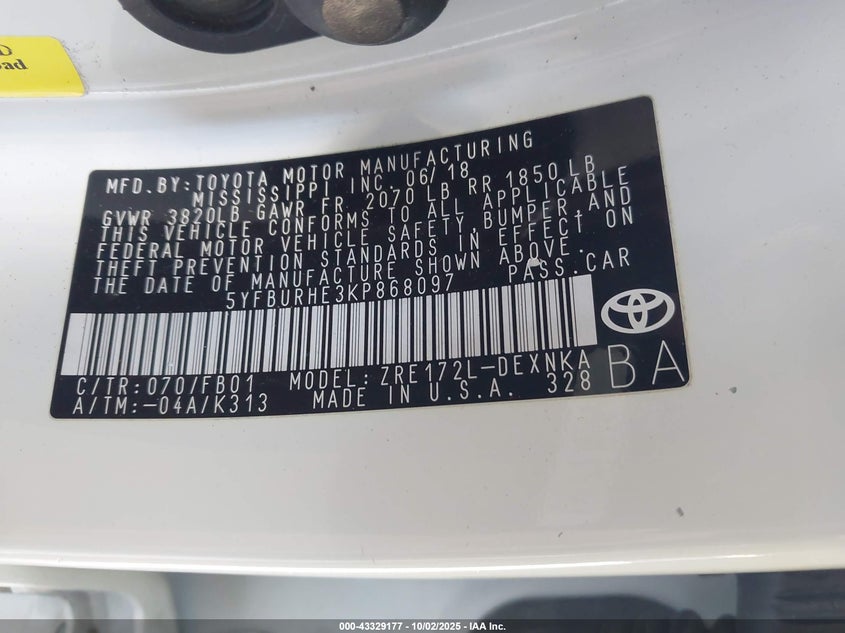 MFD.BY:TOYOTA MOTOR MANUFACTURING
MISSISSIPPI INC. 06/18
GVWR 3820LB GAWR FR. 2070 LB RR 1850 LB
THIS VEHICLE CONFORMS TO ALL APPLICABLE
FEDERAL MOTOR VEHICLE SAFETY,BUMPER AND
THEFT PREVENTION STANDARDS IN EFFECT ON
THE DATE OF MANUFACTURE SHOWN ABOVE.
5YFBURHE3KP868097 PASS.CAR
C/TR:070/FB01 MODEL:ZRE172L-DEXNKA
A/TM:-04A/K313 MADE IN U.S.A. 328
BA
000-43329177 - 10/02/2025 - IAA Inc.